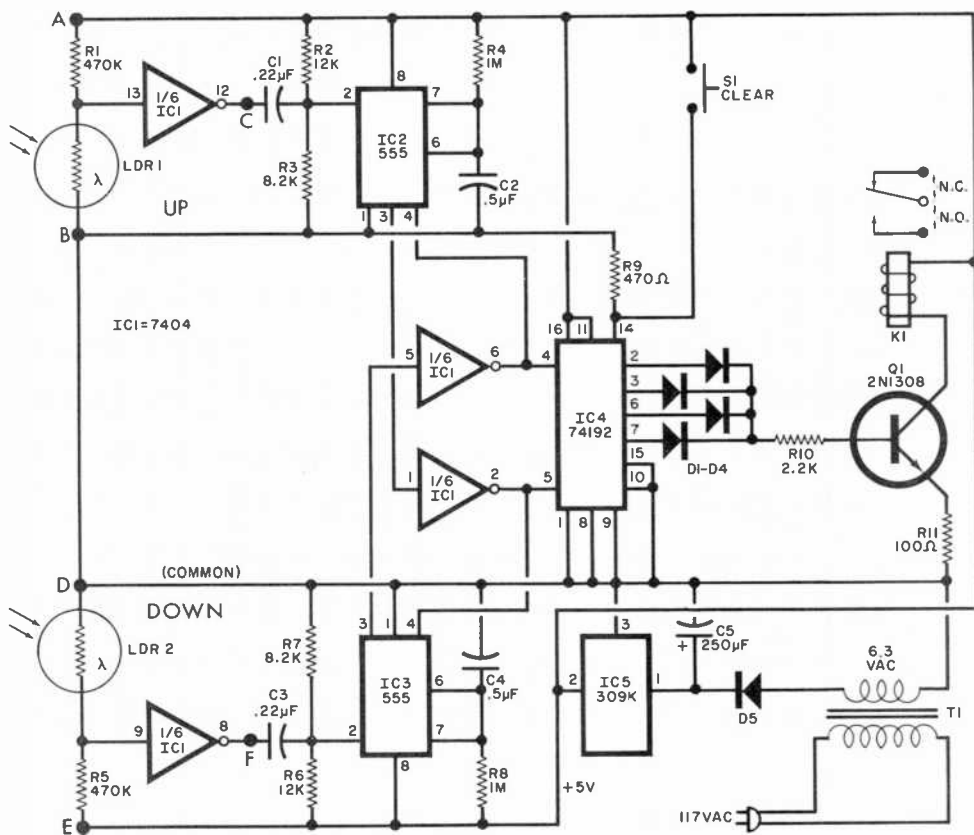 A
R1
470K
13
1/6
IC1
12
C
C1
.22µF
R2
12K
R3
8.2K
2
8
7
6
IC2
555
1
3
4
R4
1M
C2
.5µF
S1
CLEAR
λ
LDR1
UP
B
N.C.
N.O.
K1
IC1=7404
R9
470Ω
16
11
14
5
1/6
IC1
6
4
1
1/6
IC1
2
5
IC4
74192
2
3
6
7
15
10
1
8
9
D1-D4
R10
2.2K
Q1
2N1308
R11
100Ω
D
(COMMON)
DOWN
λ
LDR 2
R7
8.2K
3
1
4
IC3
555
2
6
7
8
C4
.5µF
R8
1M
9
1/6
IC1
8
F
C3
.22µF
R6
12K
R5
470K
E
+5V
3
2
1
IC5
309K
C5
+
250µF
D5
6.3
VAC
T1
117VAC